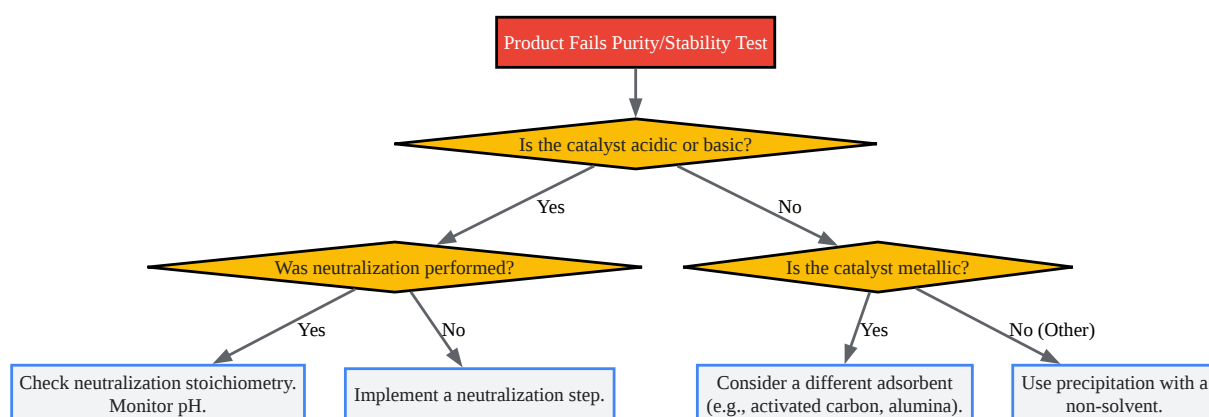 Product Fails Purity/Stability Test
Is the catalyst acidic or basic?
Yes
No
Was neutralization performed?
Is the catalyst metallic?
Yes
No
Yes
No (Other)
Check neutralization stoichiometry.
Monitor pH.
Implement a neutralization step.
Consider a different adsorbent
(e.g., activated carbon, alumina).
Use precipitation with a
non-solvent.